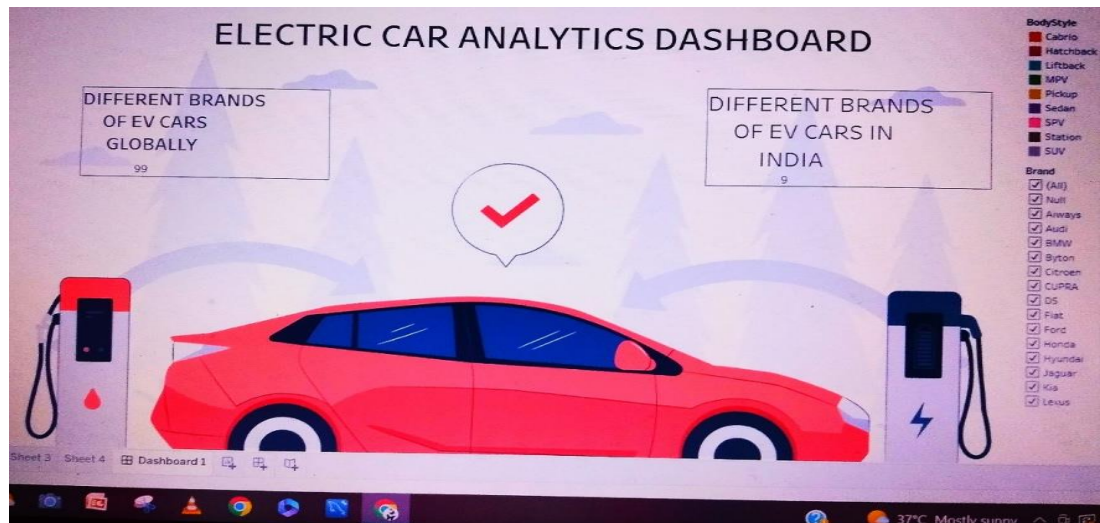 ELECTRIC CAR ANALYTICS DASHBOARD
DIFFERENT BRANDS
OF EV CARS
GLOBALLY
99
DIFFERENT BRANDS
OF EV CARS IN
INDIA
9
BodyStyle
Cabrio
Hatchback
Liftback
MPV
Pickup
Sedan
SPV
Station
SUV
Brand
(All)
Null
Aiways
Audi
BMW
Byton
Citroen
CUPRA
DS
Fiat
Ford
Honda
Hyundai
Jaguar
Kia
Lexus
Sheet 3 Sheet 4 Dashboard 1
37°C Mostly sunny